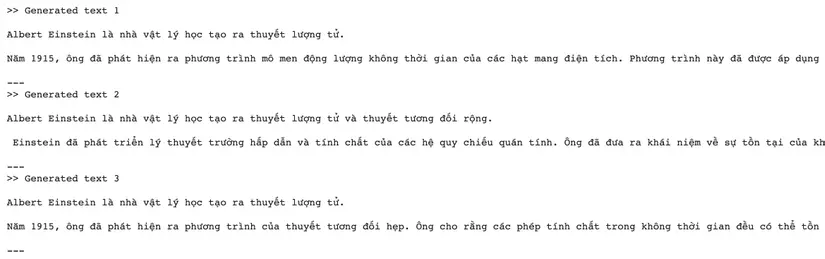 >> Generated text 1
Albert Einstein là nhà vật lý học tạo ra thuyết lượng tử.
Năm 1915, ông đã phát hiện ra phương trình mô men động lượng không thời gian của các hạt mang điện tích. Phương trình này đã được áp dụng
---
>> Generated text 2
Albert Einstein là nhà vật lý học tạo ra thuyết lượng tử và thuyết tương đối rộng.
Einstein đã phát triển lý thuyết trường hấp dẫn và tính chất của các hệ quy chiếu quán tính. Ông đã đưa ra khái niệm về sự tồn tại của
---
>> Generated text 3
Albert Einstein là nhà vật lý học tạo ra thuyết lượng tử.
Năm 1915, ông đã phát hiện ra phương trình của thuyết tương đối hẹp. Ông cho rằng các phép tính chất trong không thời gian đều có thể tồn
---